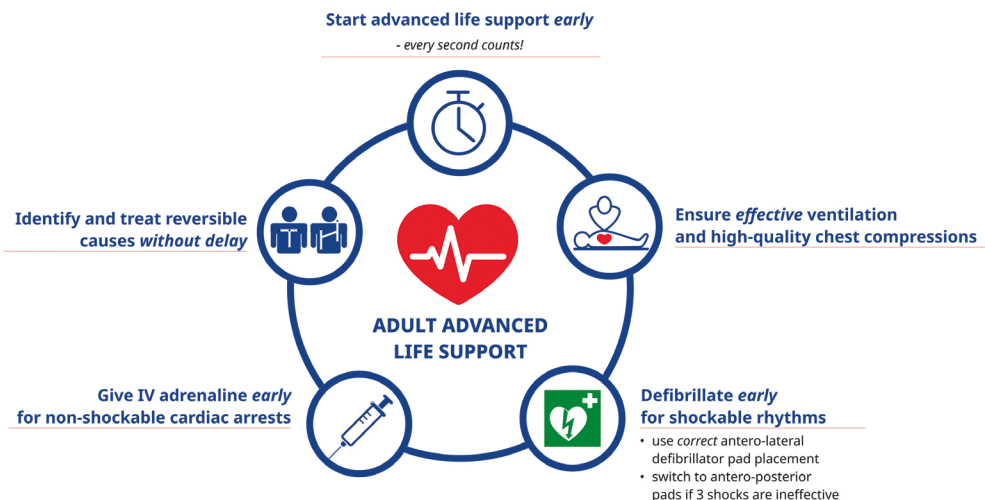 Start advanced life support early
- every second counts!
Ensure effective ventilation
and high-quality chest compressions
Identify and treat reversible
causes without delay
ADULT ADVANCED
LIFE SUPPORT
Give IV adrenaline early
for non-shockable cardiac arrests
Defibrillate early
for shockable rhythms
• use correct antero-lateral
defibrillator pad placement
• switch to antero-posterior
pads if 3 shocks are ineffective